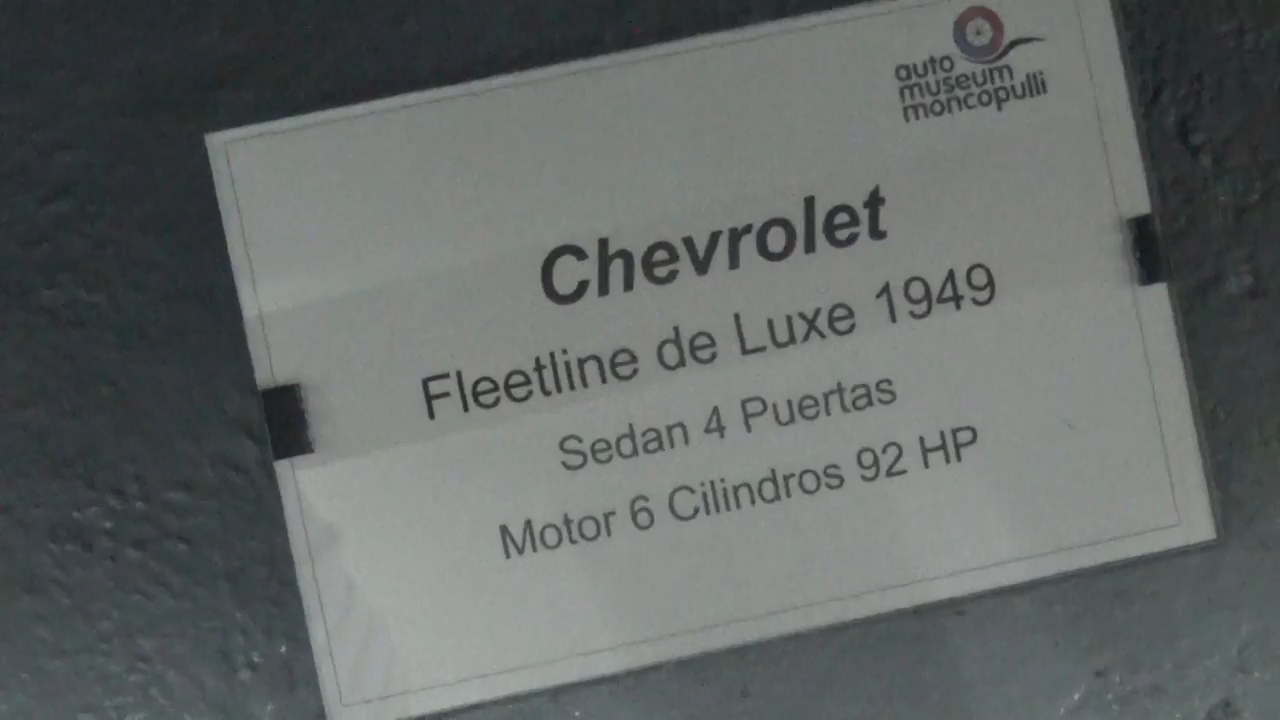 auto
museum
moncopulli
Chevrolet
Fleetline de Luxe 1949
Sedan 4 Puertas
Motor 6 Cilindros 92 HP